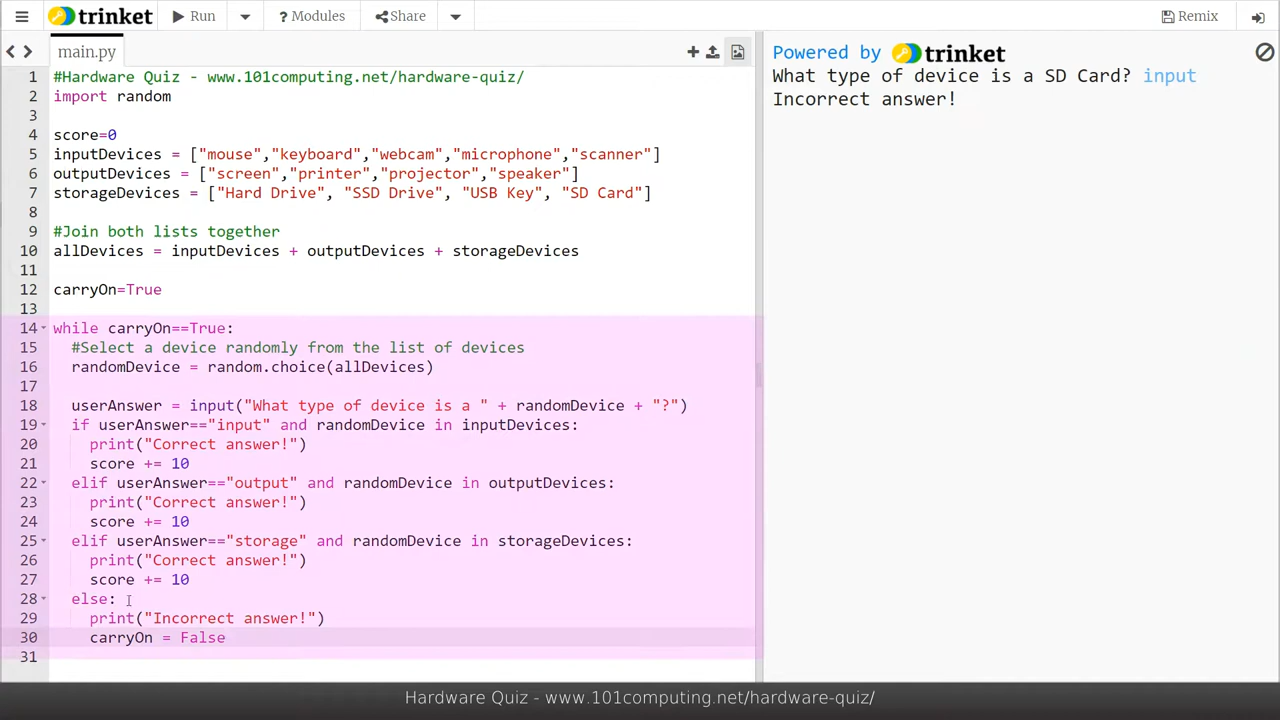 trinket Run ? Modules Share Remix
main.py
1 #Hardware Quiz - www.101computing.net/hardware-quiz/
2 import random
3
4 score=0
5 inputDevices = ["mouse","keyboard","webcam","microphone","scanner"]
6 outputDevices = ["screen","printer","projector","speaker"]
7 storageDevices = ["Hard Drive", "SSD Drive", "USB Key", "SD Card"]
8
9 #Join both lists together
10 allDevices = inputDevices + outputDevices + storageDevices
11
12 carryOn=True
13
14 while carryOn==True:
15 #Select a device randomly from the list of devices
16 randomDevice = random.choice(allDevices)
17
18 userAnswer = input("What type of device is a " + randomDevice + "?")
19 if userAnswer=="input" and randomDevice in inputDevices:
20 print("Correct answer!")
21 score += 10
22 elif userAnswer=="output" and randomDevice in outputDevices:
23 print("Correct answer!")
24 score += 10
25 elif userAnswer=="storage" and randomDevice in storageDevices:
26 print("Correct answer!")
27 score += 10
28 else:
29 print("Incorrect answer!")
30 carryOn = False
31
Powered by trinket
What type of device is a SD Card? input
Incorrect answer!
Hardware Quiz - www.101computing.net/hardware-quiz/